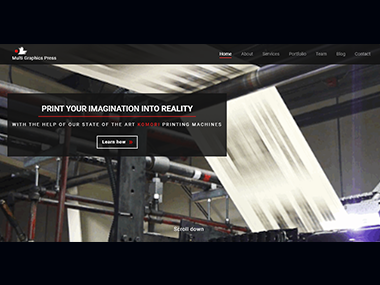 Multi Graphics Press
Home About Services Portfolio Team Blog Contact
PRINT YOUR IMAGINATION INTO REALITY
WITH THE HELP OF OUR STATE OF THE ART KOMORI PRINTING MACHINES
Learn how
Scroll down